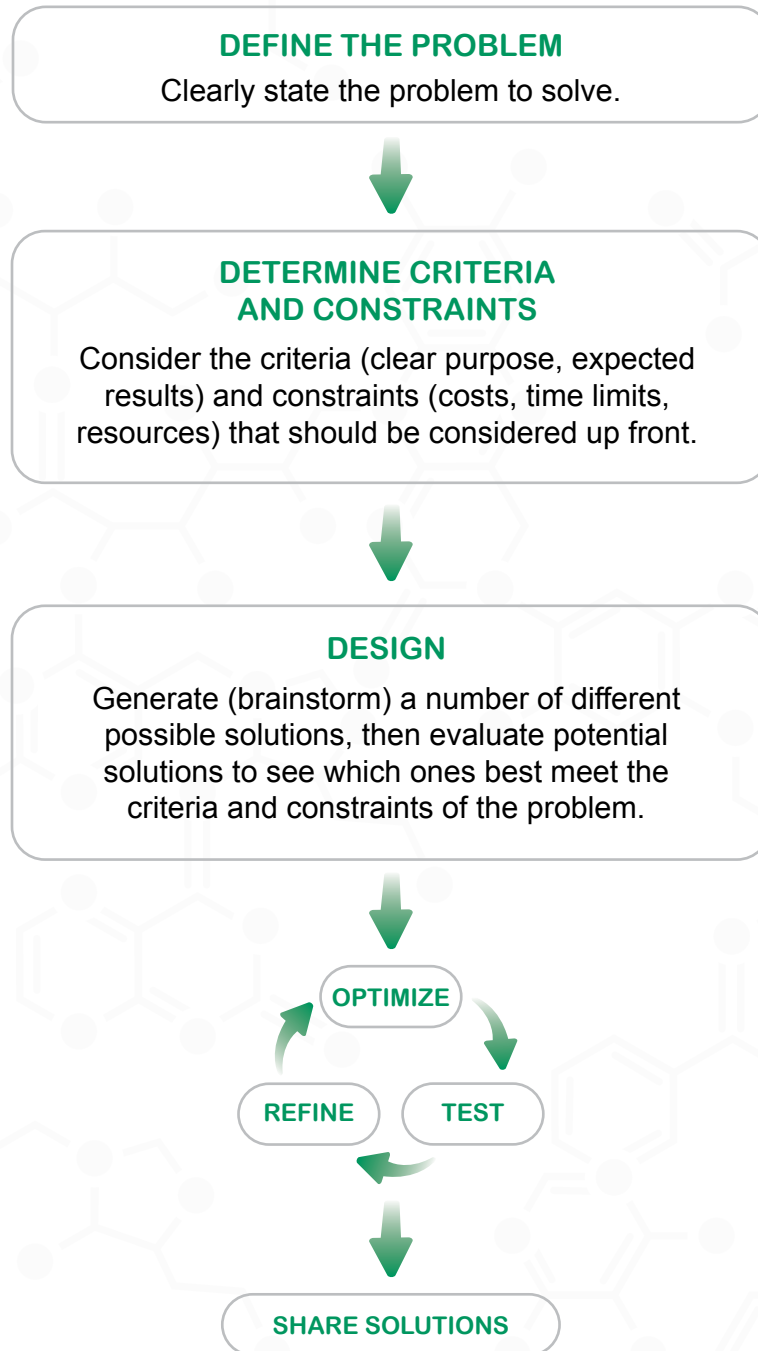 DEFINE THE PROBLEM
Clearly state the problem to solve.
DETERMINE CRITERIA
AND CONSTRAINTS
Consider the criteria (clear purpose, expected
results) and constraints (costs, time limits,
resources) that should be considered up front.
DESIGN
Generate (brainstorm) a number of different
possible solutions, then evaluate potential
solutions to see which ones best meet the
criteria and constraints of the problem.
OPTIMIZE
REFINE
TEST
SHARE SOLUTIONS